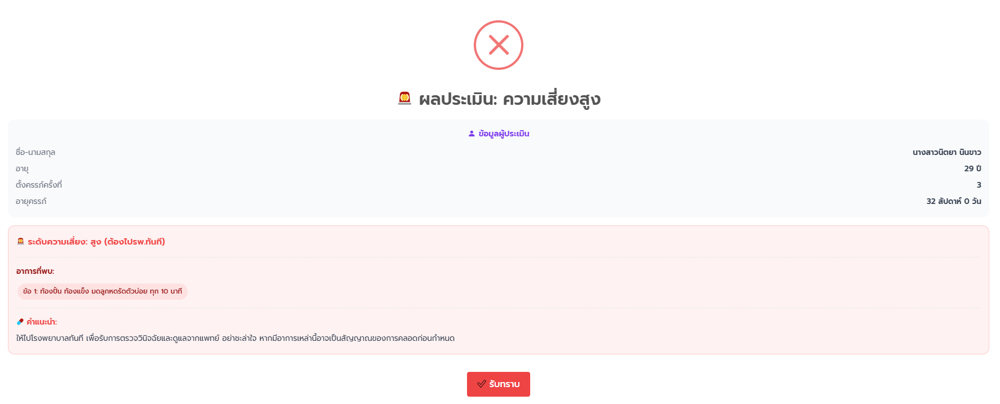 ผลประเมิน: ความเสี่ยงสูง
ข้อมูลผู้ประเมิน
ชื่อ-นามสกุล นางสาวนิตยา นินขาว
อายุ 29 ปี
ตั้งครรภ์ครั้งที่ 3
อายุครรภ์ 32 สัปดาห์ 0 วัน
ระดับความเสี่ยง: สูง (ต้องไปรพ.ทันที)
อาการที่พบ:
ข้อ 1: ท้องปั้น ท้องแข็ง มดลูกหดรัดตัวบ่อย ทุก 10 นาที
คำแนะนำ:
ให้ไปโรงพยาบาลทันที เพื่อรับการตรวจวินิจฉัยและดูแลจากแพทย์ อย่าชะล่าใจ หากมีอาการเหล่านี้อาจเป็นสัญญาณของการคลอดก่อนกำหนด
รับทราบ